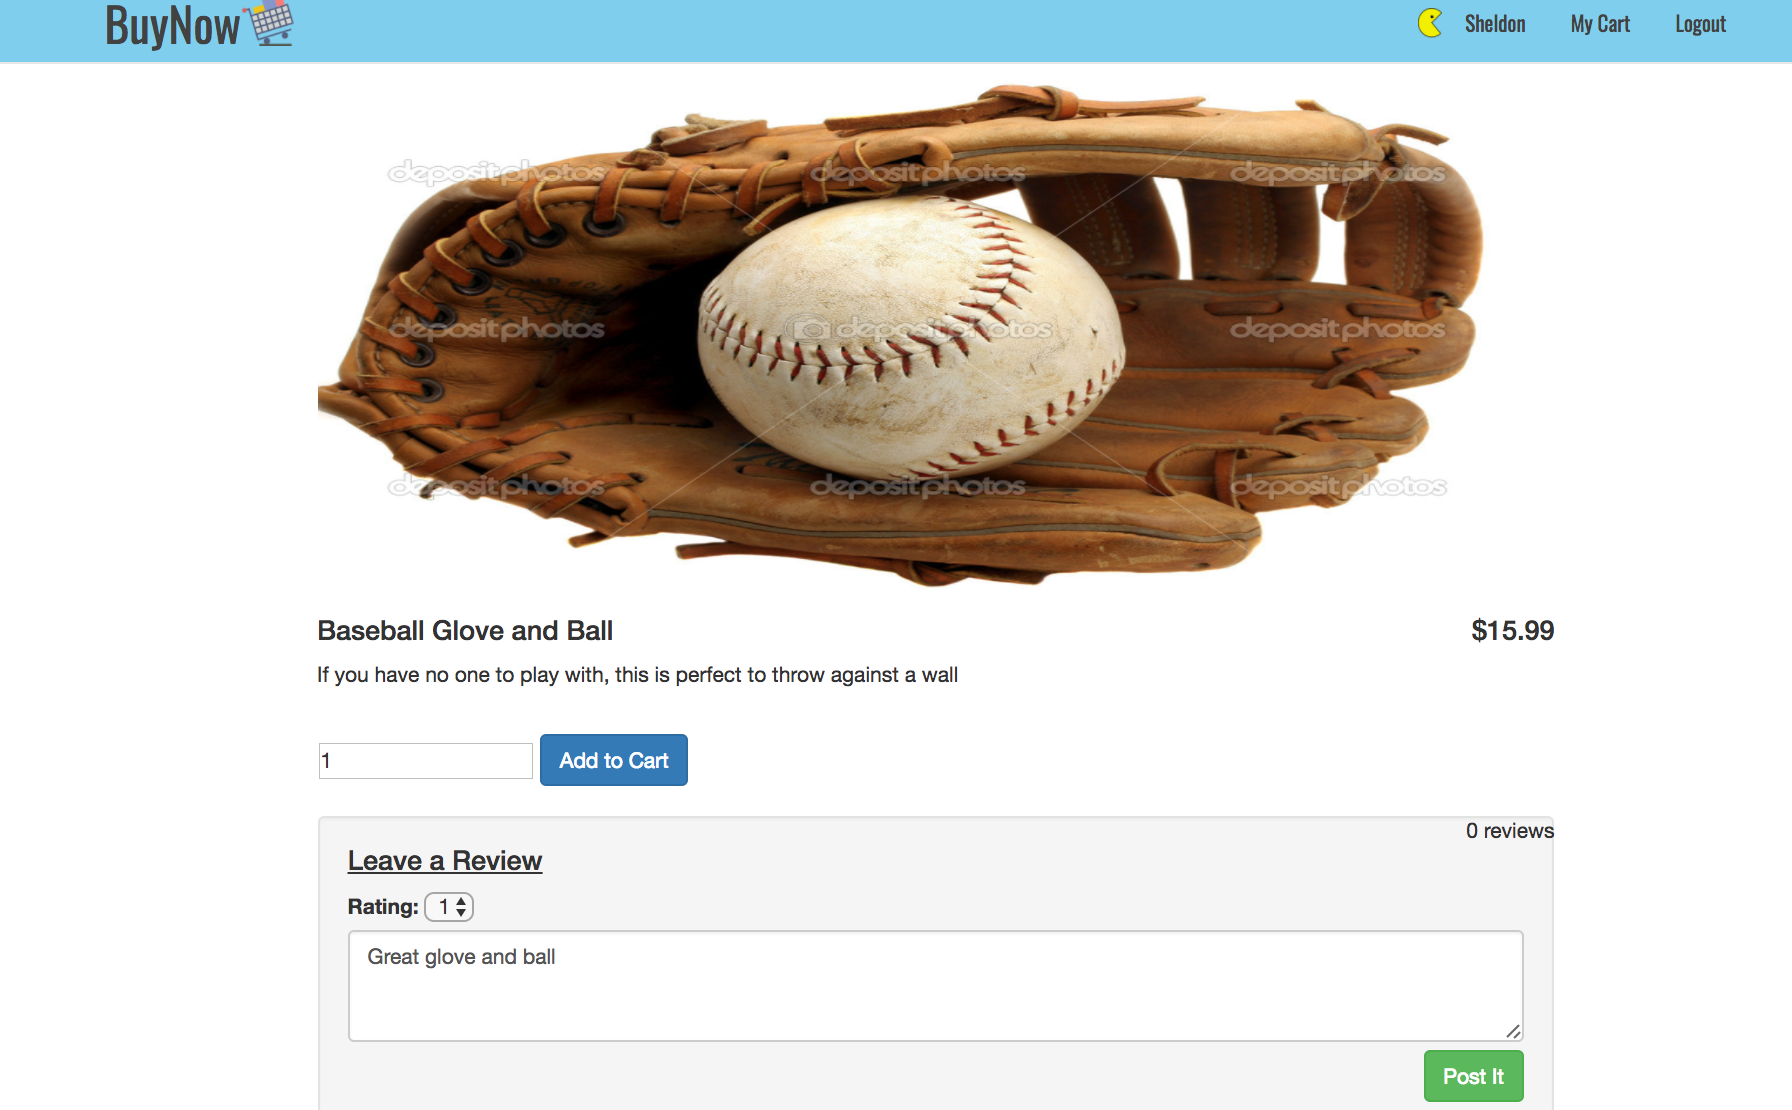 BuyNow
Sheldon My Cart Logout
depositphotos depositphotos depositphotos
depositphotos depositphotos depositphotos
depositphotos depositphotos depositphotos
Baseball Glove and Ball $15.99
If you have no one to play with, this is perfect to throw against a wall
1 Add to Cart
0 reviews
Leave a Review
Rating: 1
Great glove and ball
Post It